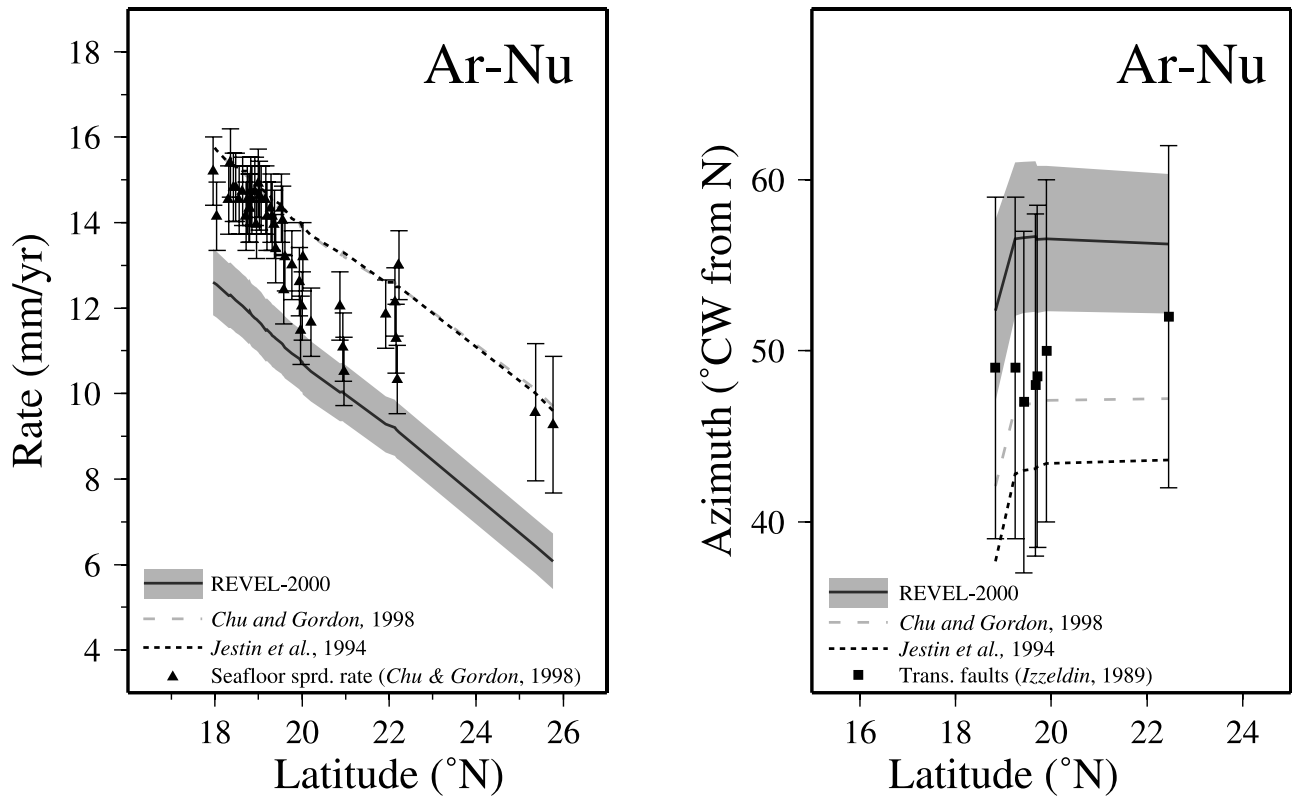 Ar-Nu
Rate (mm/yr)
18
16
14
12
10
8
6
4
REVEL-2000
Chu and Gordon, 1998
Jestin et al., 1994
Seafloor sprd. rate (Chu & Gordon, 1998)
18 20 22 24 26
Latitude (°N)
Ar-Nu
Azimuth (°CW from N)
60
50
40
REVEL-2000
Chu and Gordon, 1998
Jestin et al., 1994
Trans. faults (Izzeldin, 1989)
16 18 20 22 24
Latitude (°N)